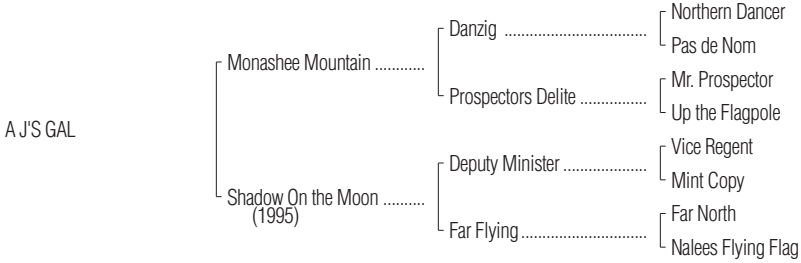 Northern Dancer
Danzig ................................
Pas de Nom
Monashee Mountain ............
Mr. Prospector
Prospectors Delite ...............
Up the Flagpole
A J'S GAL
Vice Regent
Deputy Minister ...................
Mint Copy
Shadow On the Moon ..........
(1995)
Far North
Far Flying............................
Nalees Flying Flag